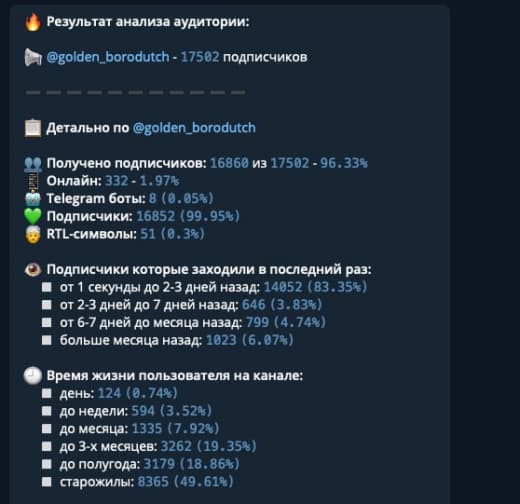 Результат анализа аудитории:
@golden_borodutch - 17502 подписчиков
Детально по @golden_borodutch
Получено подписчиков: 16860 из 17502 - 96.33%
Онлайн: 332 - 1.97%
Telegram боты: 8 (0.05%)
Подписчики: 16852 (99.95%)
RTL-символы: 51 (0.3%)
Подписчики которые заходили в последний раз:
от 1 секунды до 2-3 дней назад: 14052 (83.35%)
от 2-3 дней до 7 дней назад: 646 (3.83%)
от 6-7 дней до месяца назад: 799 (4.74%)
больше месяца назад: 1023 (6.07%)
Время жизни пользователя на канале:
день: 124 (0.74%)
до недели: 594 (3.52%)
до месяца: 1335 (7.92%)
до 3-х месяцев: 3262 (19.35%)
до полугода: 3179 (18.86%)
старожилы: 8365 (49.61%)